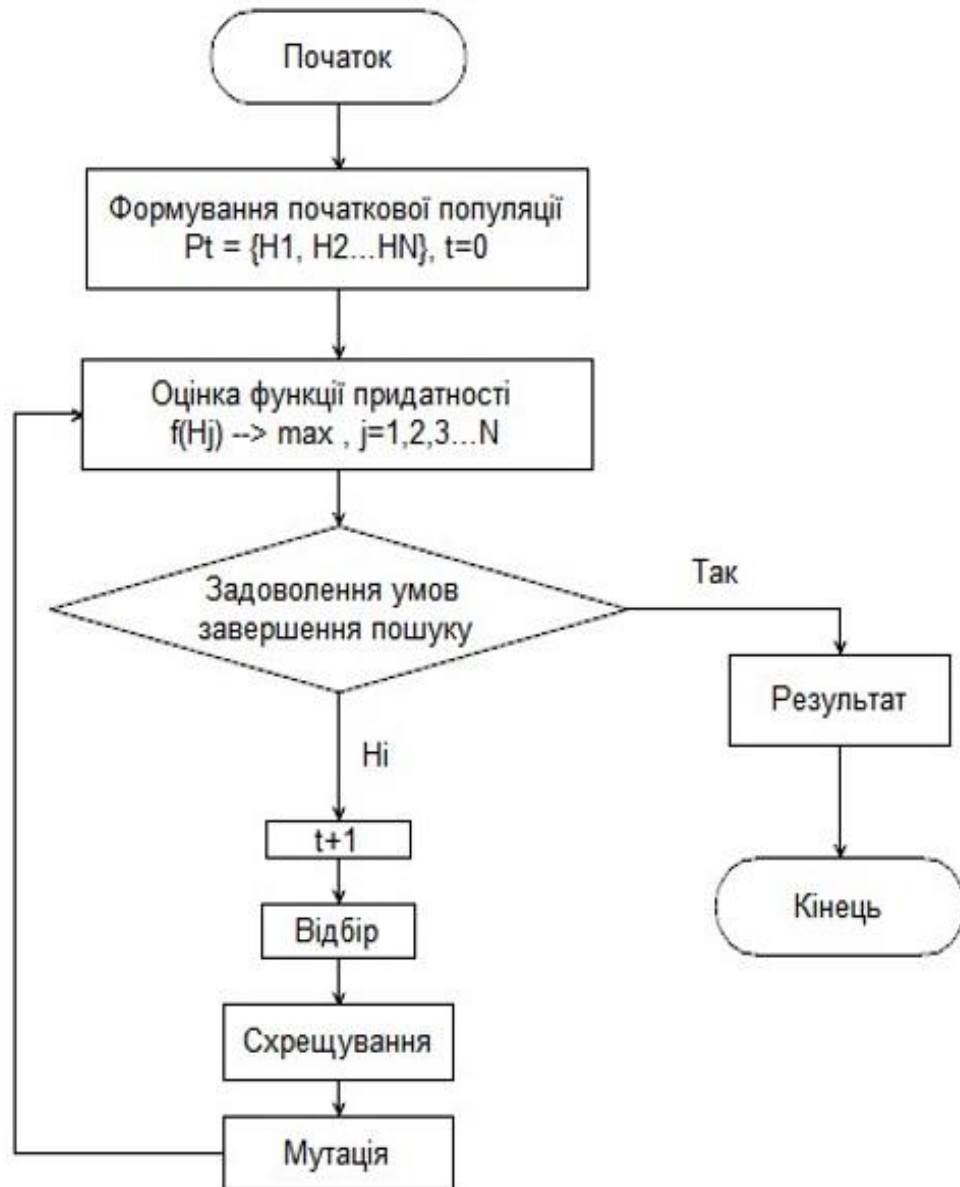 Початок
Формування початкової популяції
Pt = {H1, H2...HN}, t=0
Оцінка функції придатності
f(Hj) --> max , j=1,2,3...N
Задоволення умов
завершення пошуку
Так
Результат
Ні
t+1
Кінець
Відбір
Схрещування
Мутація